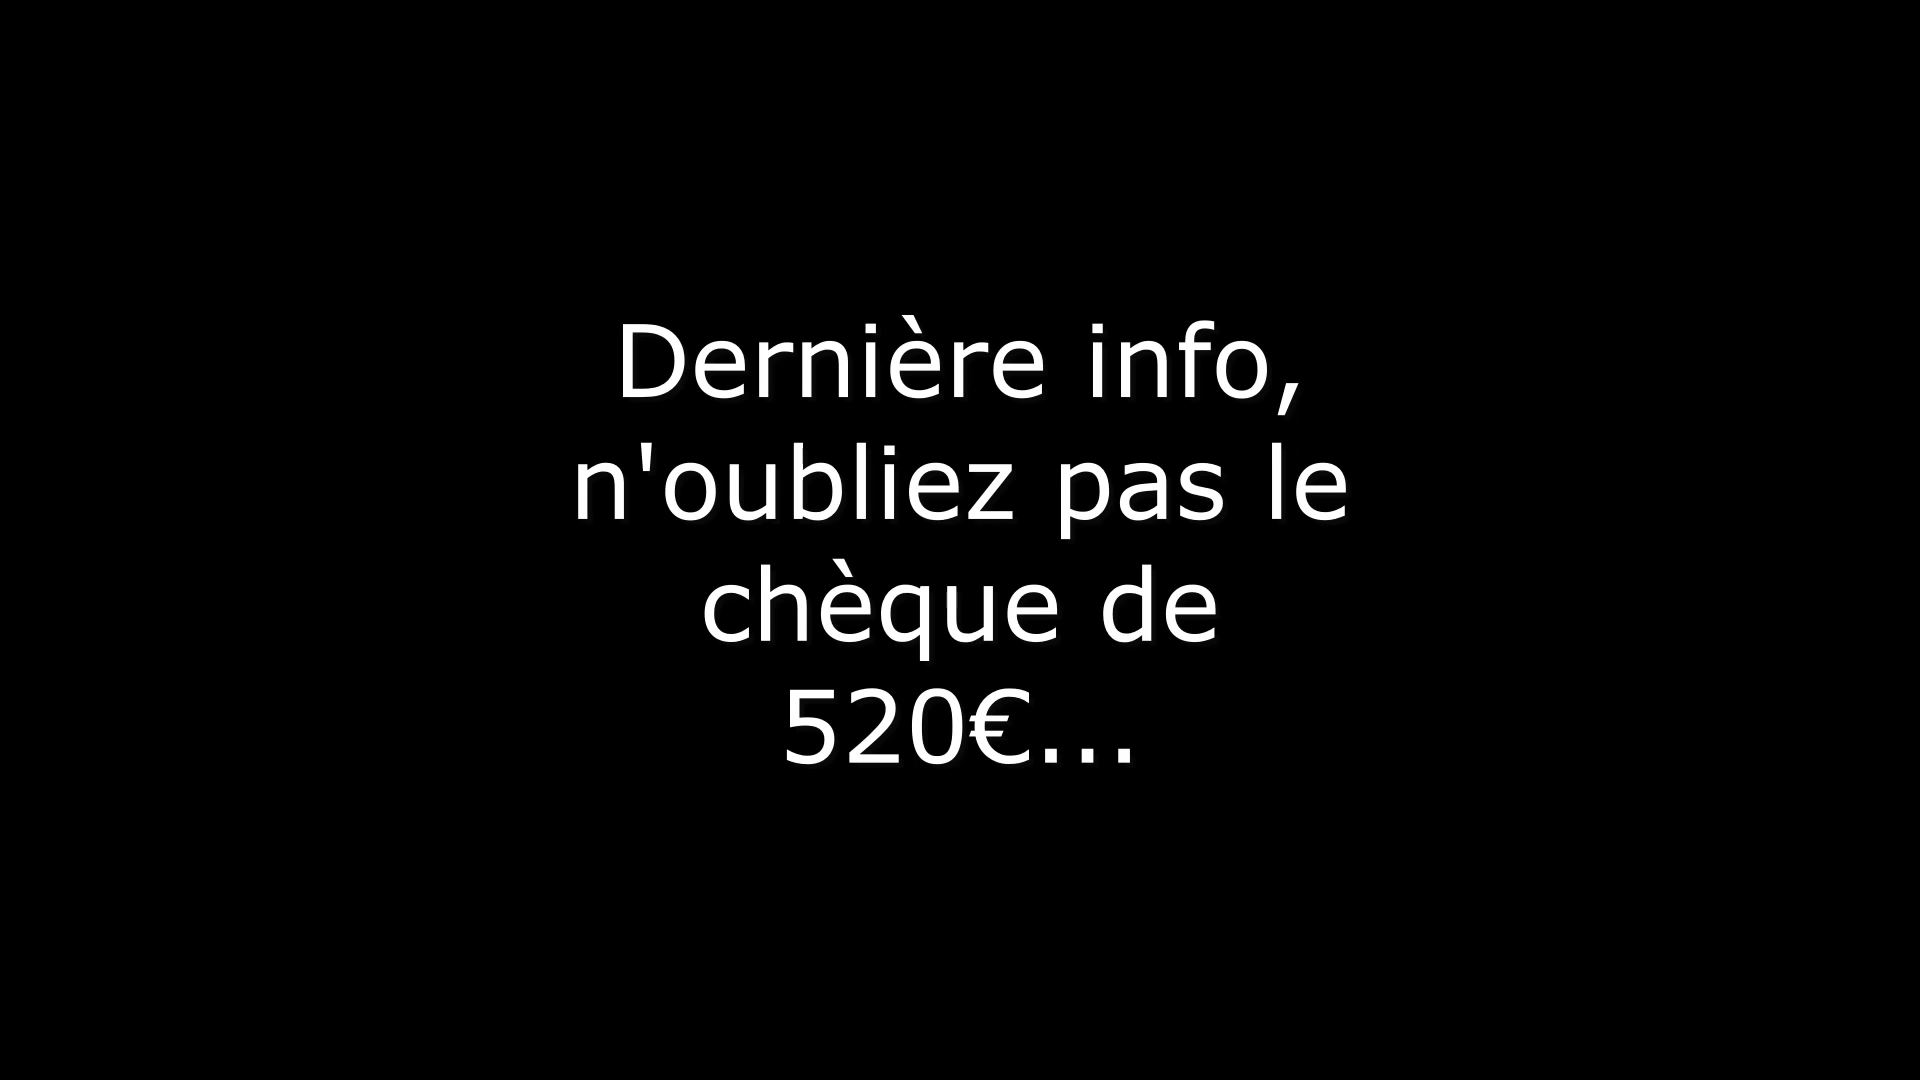 Dernière info,
n'oubliez pas le
chèque de
520€...